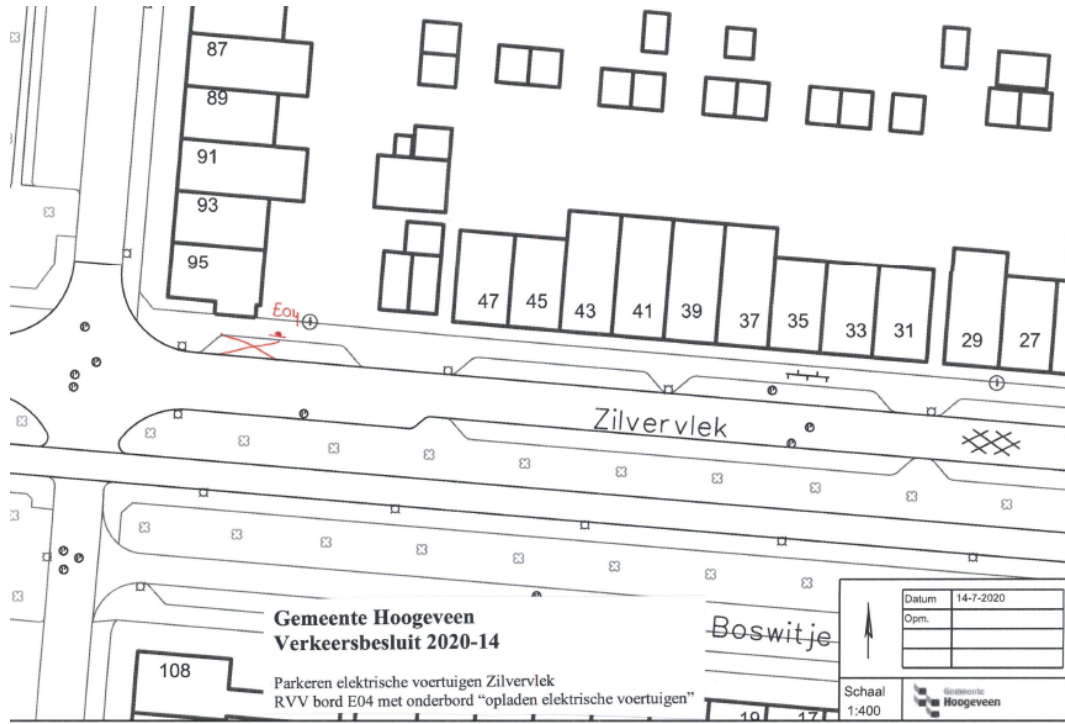 87
89
91
93
95
E04
47
45
43
41
39
37
35
33
31
29
27
Zilvervlek
Boswitje
108
19
17
Gemeente Hoogeveen
Verkeersbesluit 2020-14
Parkeren elektrische voertuigen Zilvervlek
RVV bord E04 met onderbord “opladen elektrische voertuigen”
Datum 14-7-2020
Opm.
Schaal
1:400
Gemeente
Hoogeveen